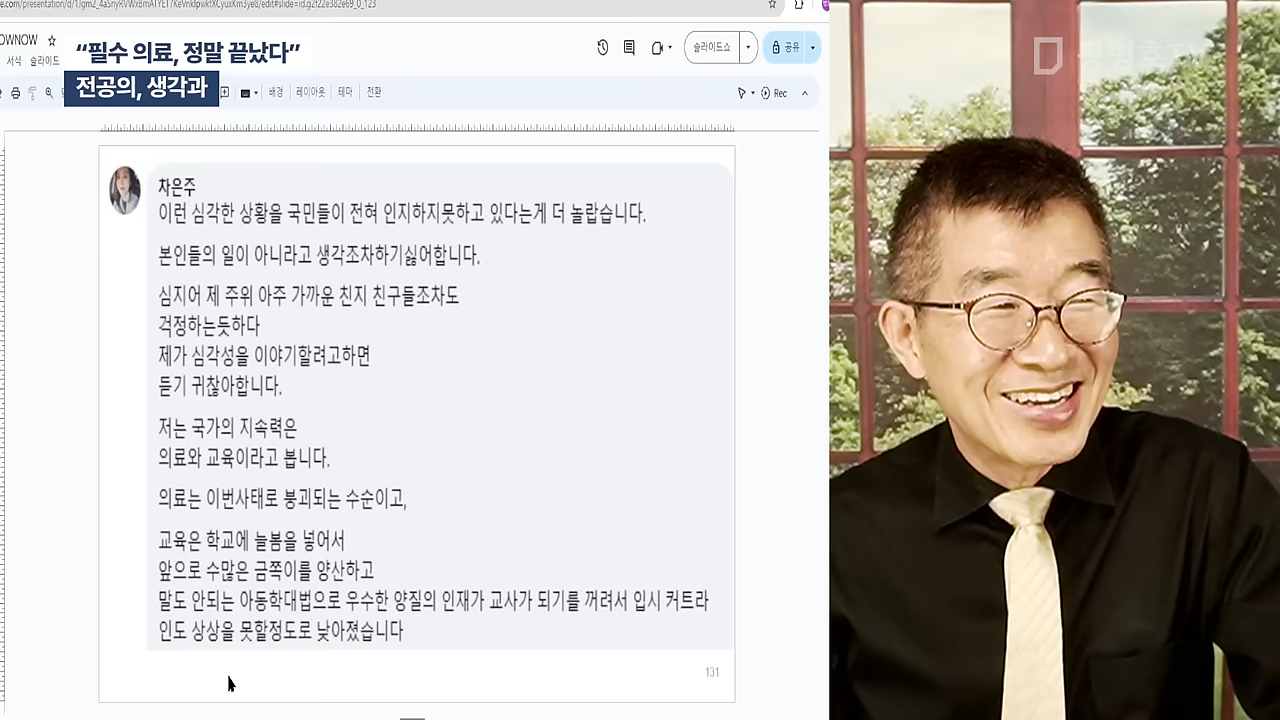 OWNOW
서식 슬라이드
“필수 의료, 정말 끝났다”
전공의, 생각과
슬라이드쇼
공유
배경 레이아웃 테마 전환
Rec
차은주
이런 심각한 상황을 국민들이 전혀 인지하지못하고 있다는게 더 놀랍습니다.
본인들의 일이 아니라고 생각조차하기싫어합니다.
심지어 제 주위 아주 가까운 친지 친구들조차도
걱정하는듯하다
제가 심각성을 이야기할려고하면
듣기 귀찮아합니다.
저는 국가의 지속력은
의료와 교육이라고 봅니다.
의료는 이번사태로 붕괴되는 수순이고,
교육은 학교에 늘봄을 넣어서
앞으로 수많은 금쪽이를 양산하고
말도 안되는 아동학대법으로 우수한 양질의 인재가 교사가 되기를 꺼려서 입시 커트라
인도 상상을 못할정도로 낮아졌습니다
131